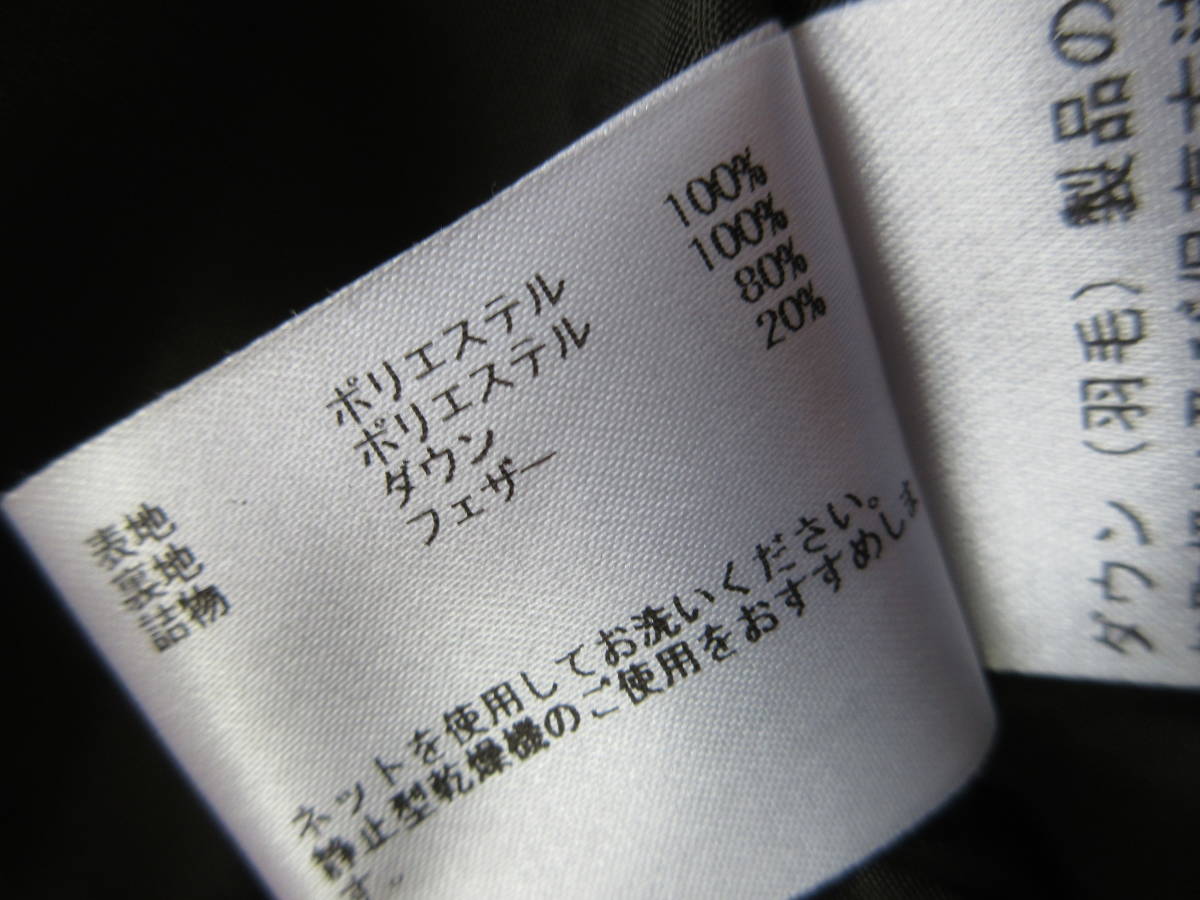 表地 ポリエステル 100%
裏地 ポリエステル 100%
詰物 ダウン 80%
フェザー 20%
ネットを使用してお洗いください。
静止型乾燥機のご使用をおすすめしま
す。
ダウン(羽毛)製品の